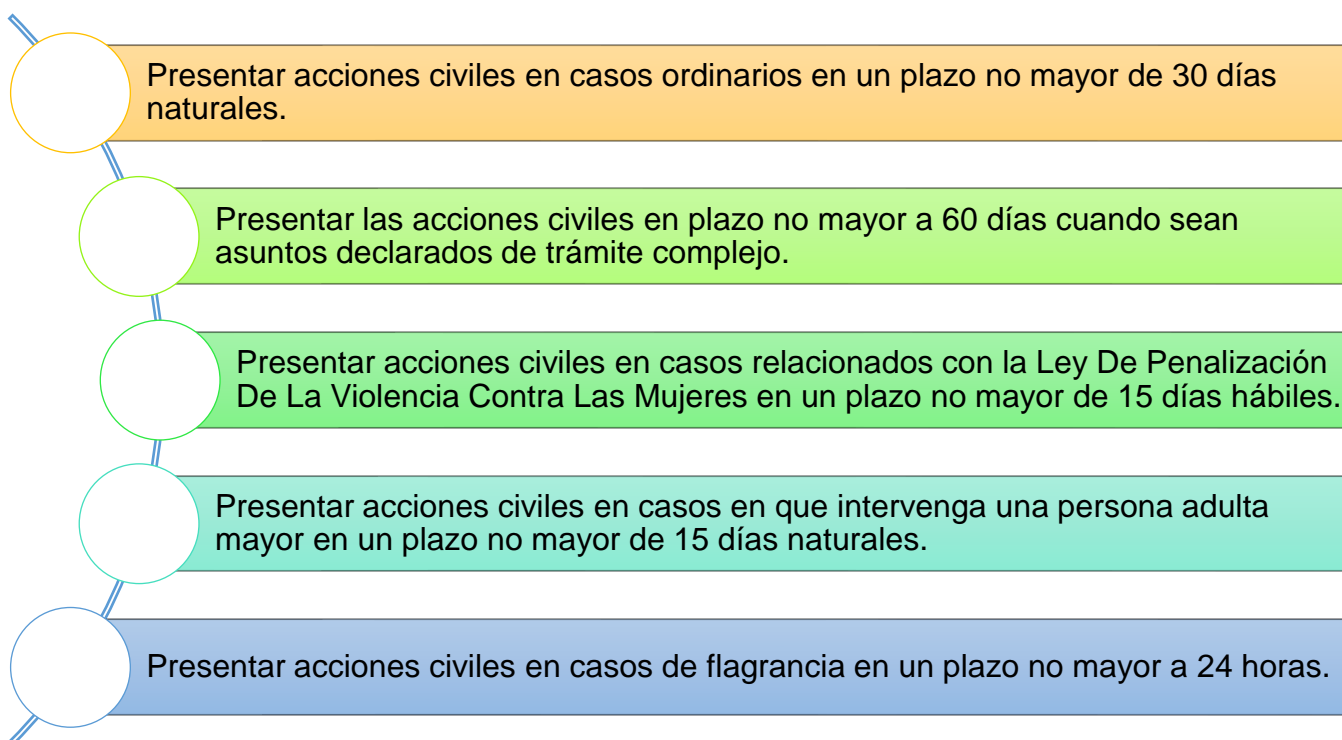 Presentar acciones civiles en casos ordinarios en un plazo no mayor de 30 días
naturales.
Presentar las acciones civiles en plazo no mayor a 60 días cuando sean
asuntos declarados de trámite complejo.
Presentar acciones civiles en casos relacionados con la Ley De Penalización
De La Violencia Contra Las Mujeres en un plazo no mayor de 15 días hábiles.
Presentar acciones civiles en casos en que intervenga una persona adulta
mayor en un plazo no mayor de 15 días naturales.
Presentar acciones civiles en casos de flagrancia en un plazo no mayor a 24 horas.